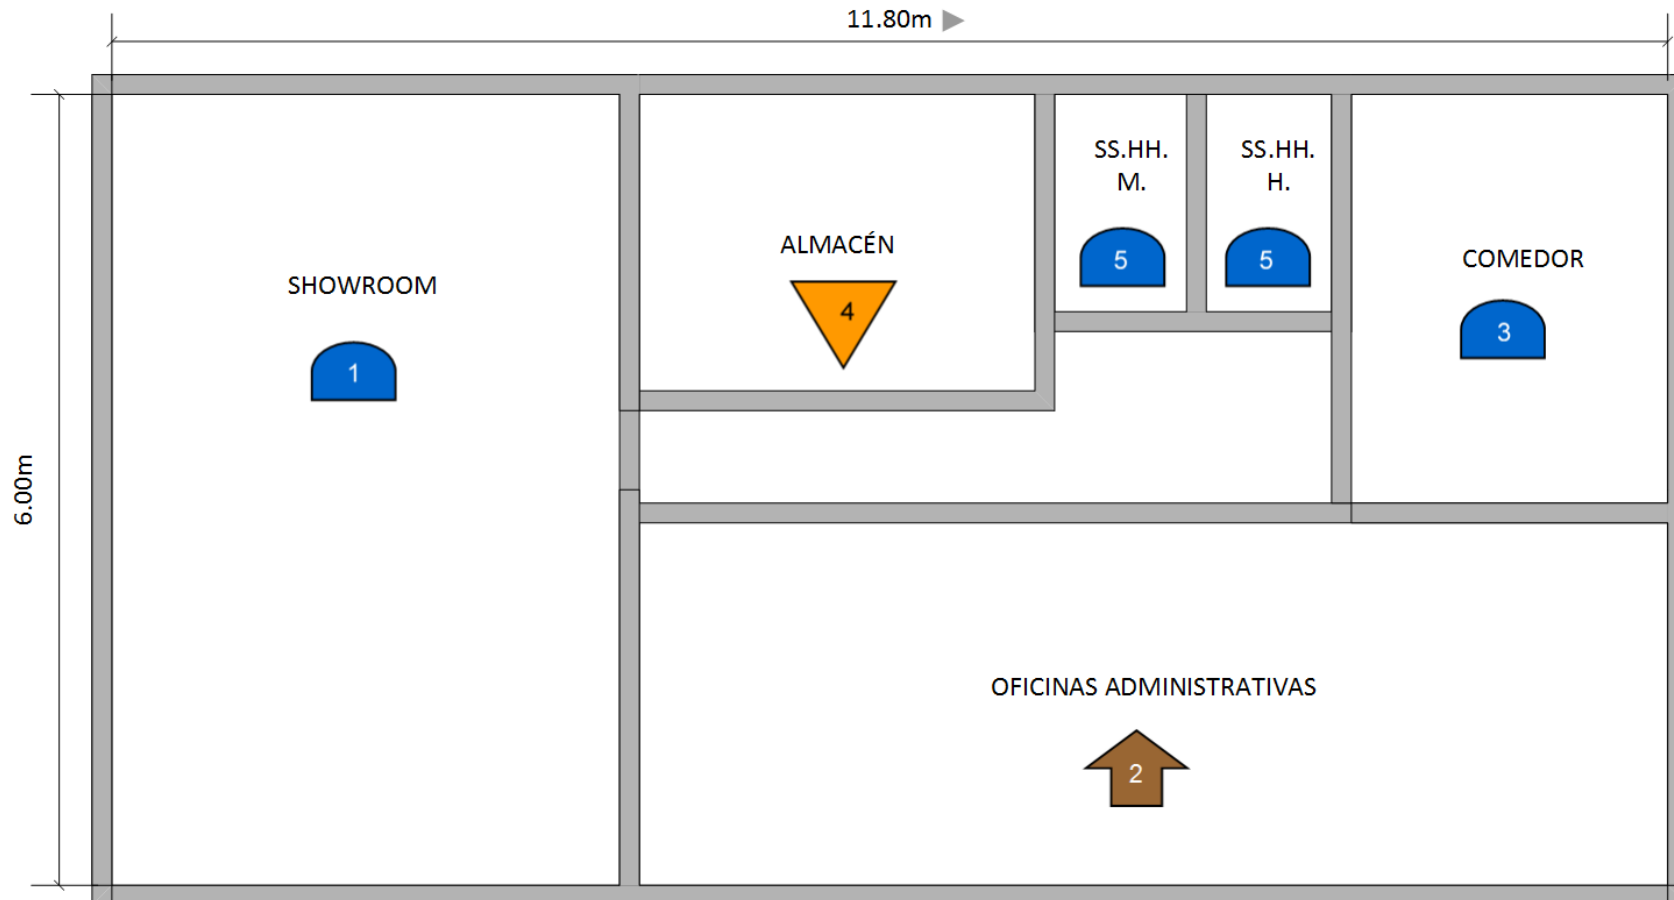 11.80m
6.00m
SHOWROOM
1
ALMACÉN
4
SS.HH.
M.
5
SS.HH.
H.
5
COMEDOR
3
OFICINAS ADMINISTRATIVAS
2